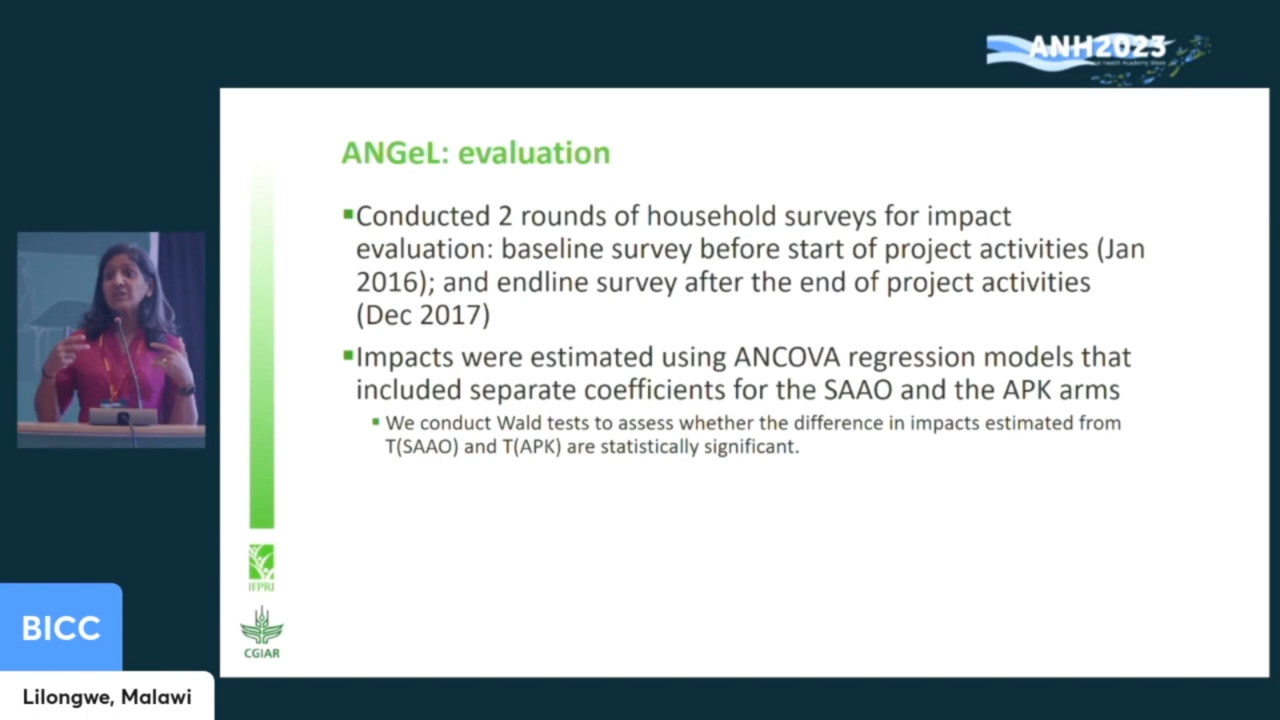 ANH2023
ANGeL: evaluation
▪Conducted 2 rounds of household surveys for impact
evaluation: baseline survey before start of project activities (Jan
2016); and endline survey after the end of project activities
(Dec 2017)
▪Impacts were estimated using ANCOVA regression models that
included separate coefficients for the SAAO and the APK arms
▪We conduct Wald tests to assess whether the difference in impacts estimated from
T(SAAO) and T(APK) are statistically significant.
IFPRI
CGIAR
BICC
Lilongwe, Malawi